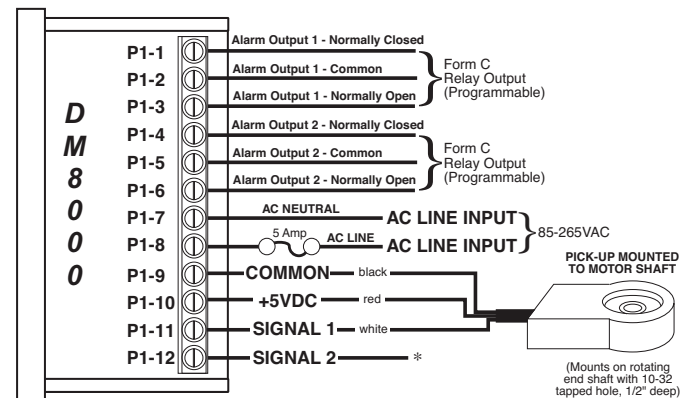 DM8000
P1-1 Alarm Output 1 - Normally Closed
P1-2 Alarm Output 1 - Common
P1-3 Alarm Output 1 - Normally Open
Form C
Relay Output
(Programmable)
P1-4 Alarm Output 2 - Normally Closed
P1-5 Alarm Output 2 - Common
P1-6 Alarm Output 2 - Normally Open
Form C
Relay Output
(Programmable)
P1-7 AC NEUTRAL AC LINE INPUT
P1-8 5 Amp AC LINE AC LINE INPUT
85-265VAC
P1-9 COMMON black
P1-10 +5VDC red
P1-11 SIGNAL 1 white
P1-12 SIGNAL 2 *
PICK-UP MOUNTED
TO MOTOR SHAFT
(Mounts on rotating
end shaft with 10-32
tapped hole, 1/2" deep)